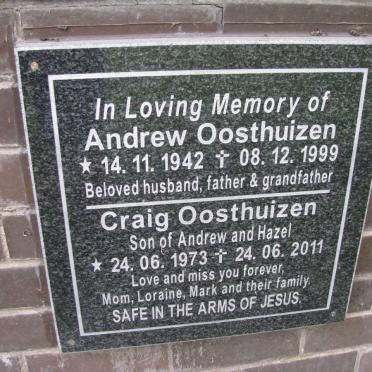 In Loving Memory of
Andrew Oosthuizen
★ 14. 11. 1942 ✝ 08. 12. 1999
Beloved husband, father & grandfather
Craig Oosthuizen
Son of Andrew and Hazel
★ 24. 06. 1973 ✝ 24. 06. 2011
Love and miss you forever,
Mom, Loraine, Mark and their family.
SAFE IN THE ARMS OF JESUS.